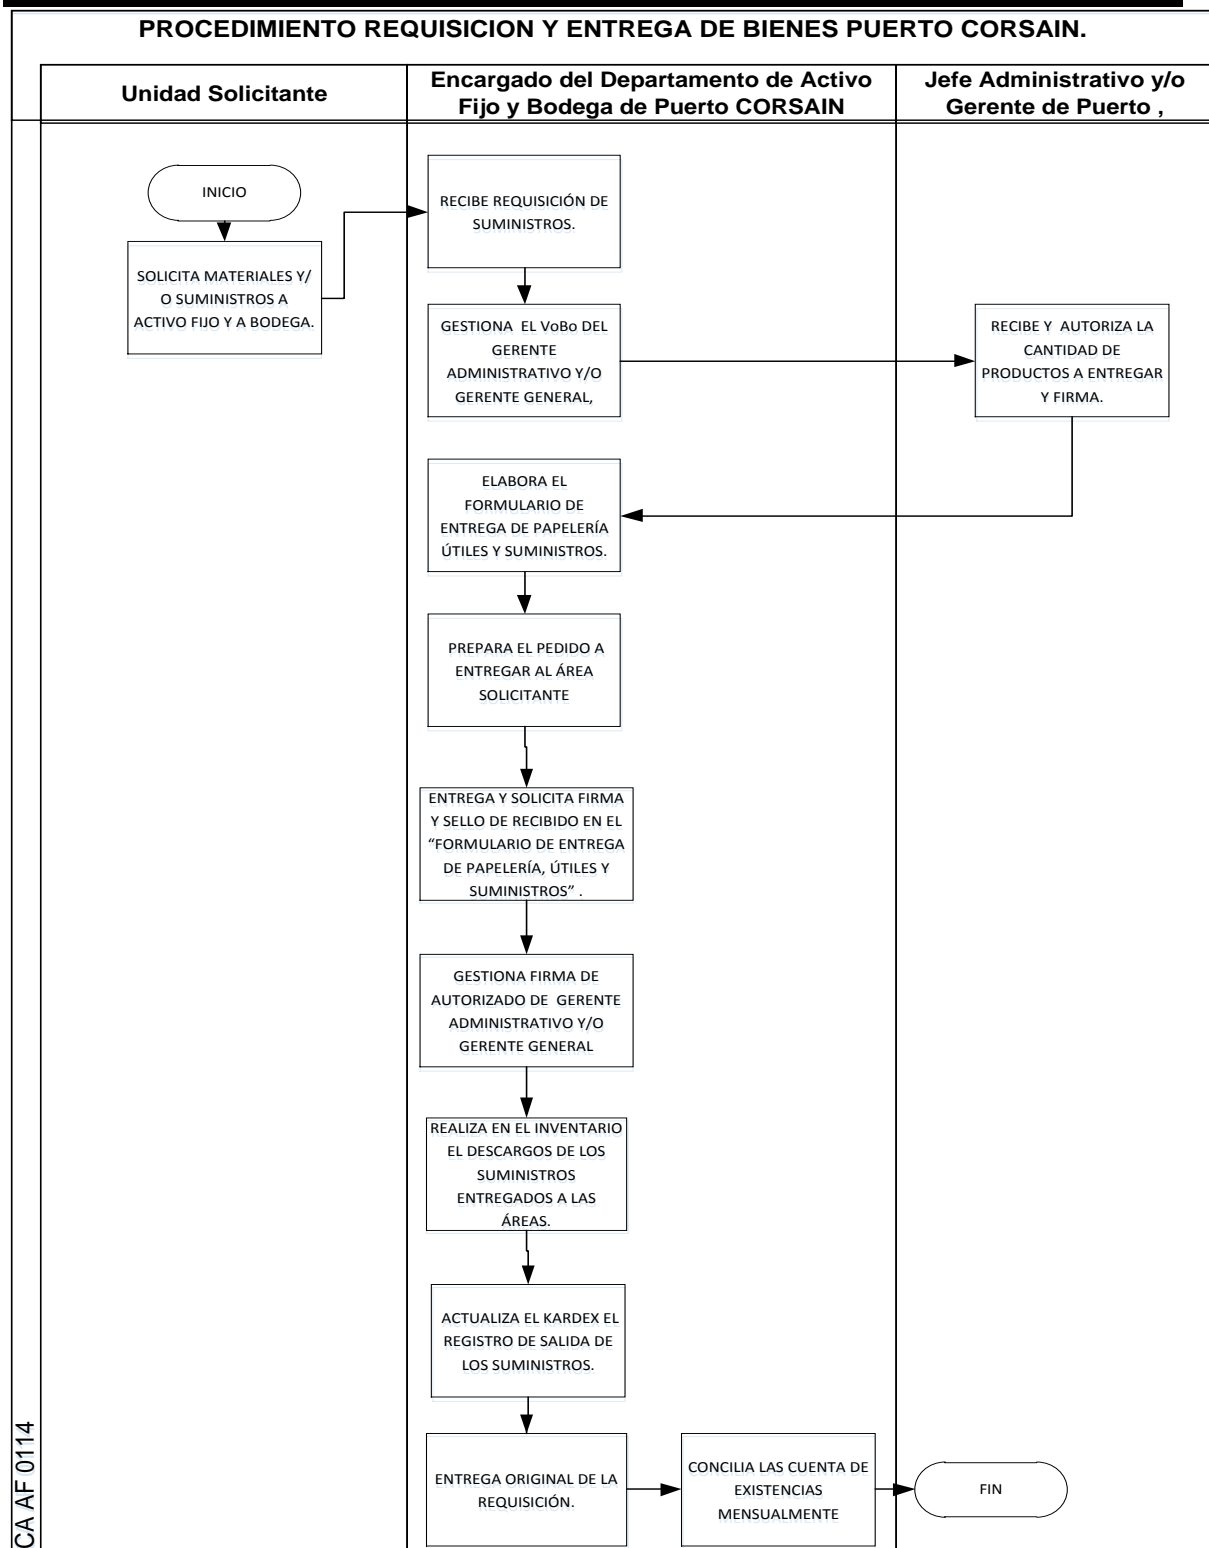 PROCEDIMIENTO REQUISICION Y ENTREGA DE BIENES PUERTO CORSAIN.
Unidad Solicitante
Encargado del Departamento de Activo
Fijo y Bodega de Puerto CORSAIN
Jefe Administrativo y/o
Gerente de Puerto ,
INICIO
SOLICITA MATERIALES Y/
O SUMINISTROS A
ACTIVO FIJO Y A BODEGA.
RECIBE REQUISICIÓN DE
SUMINISTROS.
GESTIONA  EL VoBo DEL
GERENTE
ADMINISTRATIVO Y/O
GERENTE GENERAL,
RECIBE Y  AUTORIZA LA
CANTIDAD DE
PRODUCTOS A ENTREGAR
Y FIRMA.
ELABORA EL
FORMULARIO DE
ENTREGA DE PAPELERÍA
ÚTILES Y SUMINISTROS.
PREPARA EL PEDIDO A
ENTREGAR AL ÁREA
SOLICITANTE
ENTREGA Y SOLICITA FIRMA
Y SELLO DE RECIBIDO EN EL
“FORMULARIO DE ENTREGA
DE PAPELERÍA, ÚTILES Y
SUMINISTROS” .
GESTIONA FIRMA DE
AUTORIZADO DE  GERENTE
ADMINISTRATIVO Y/O
GERENTE GENERAL
REALIZA EN EL INVENTARIO
EL DESCARGOS DE LOS
SUMINISTROS
ENTREGADOS A LAS
ÁREAS.
ACTUALIZA EL KARDEX EL
REGISTRO DE SALIDA DE
LOS SUMINISTROS.
ENTREGA ORIGINAL DE LA
REQUISICIÓN.
CONCILIA LAS CUENTA DE
EXISTENCIAS
MENSUALMENTE
FIN
CA AF 0114